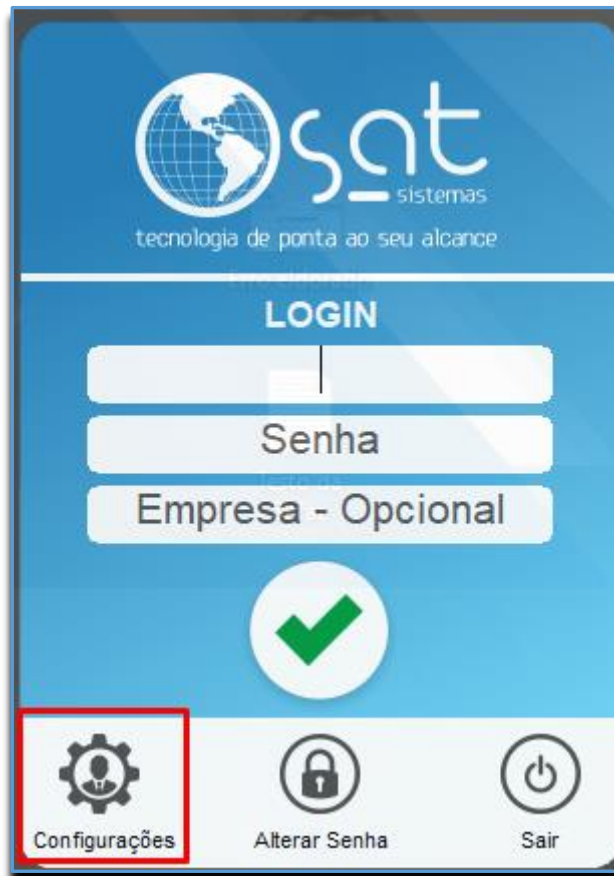 sat
sistemas
tecnologia de ponta ao seu alcance
LOGIN
Senha
Empresa - Opcional
Configurações
Alterar Senha
Sair